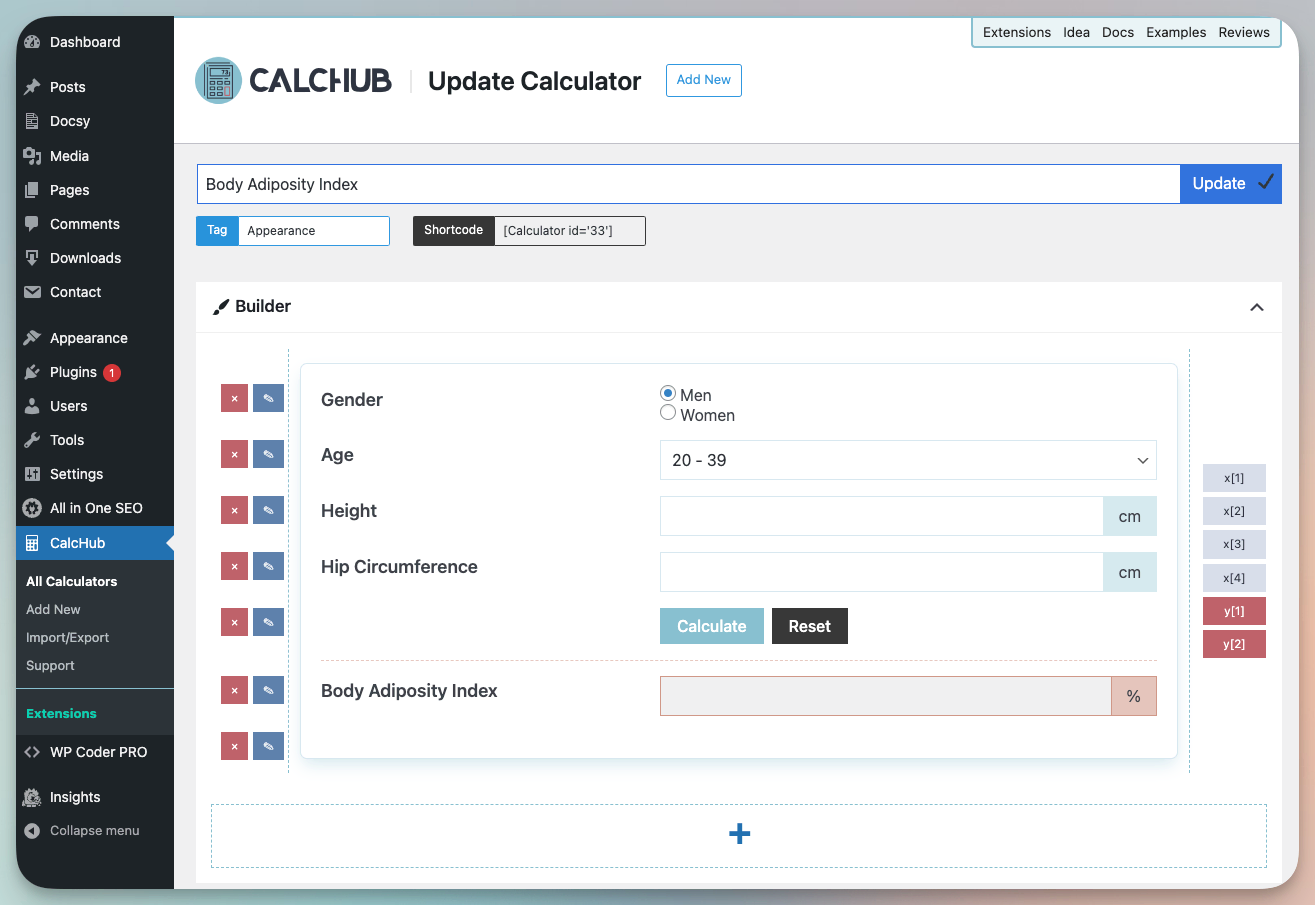 Dashboard
Posts
Docsy
Media
Pages
Comments
Downloads
Contact
Appearance
Plugins 1
Users
Tools
Settings
All in One SEO
CalcHub
All Calculators
Add New
Import/Export
Support
Extensions
WP Coder PRO
Insights
Collapse menu
Extensions Idea Docs Examples Reviews
CALCHUB Update Calculator Add New
Body Adiposity Index Update
Tag Appearance Shortcode [Calculator id='33']
Builder
× Gender Men
Women
× Age 20 - 39
x[1]
× Height cm x[2]
x[3]
× Hip Circumference cm x[4]
y[1]
× Calculate Reset
y[2]
× Body Adiposity Index %
×
+